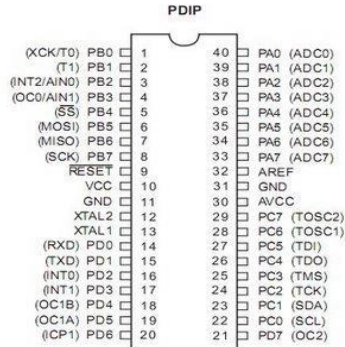 PDIP
(XCK/T0) PB0 1 40 PA0 (ADC0)
(T1) PB1 2 39 PA1 (ADC1)
(INT2/AIN0) PB2 3 38 PA2 (ADC2)
(OC0/AIN1) PB3 4 37 PA3 (ADC3)
(SS) PB4 5 36 PA4 (ADC4)
(MOSI) PB5 6 35 PA5 (ADC5)
(MISO) PB6 7 34 PA6 (ADC6)
(SCK) PB7 8 33 PA7 (ADC7)
RESET 9 32 AREF
VCC 10 31 GND
GND 11 30 AVCC
XTAL2 12 29 PC7 (TOSC2)
XTAL1 13 28 PC6 (TOSC1)
(RXD) PD0 14 27 PC5 (TDI)
(TXD) PD1 15 26 PC4 (TDO)
(INT0) PD2 16 25 PC3 (TMS)
(INT1) PD3 17 24 PC2 (TCK)
(OC1B) PD4 18 23 PC1 (SDA)
(OC1A) PD5 19 22 PC0 (SCL)
(ICP1) PD6 20 21 PD7 (OC2)